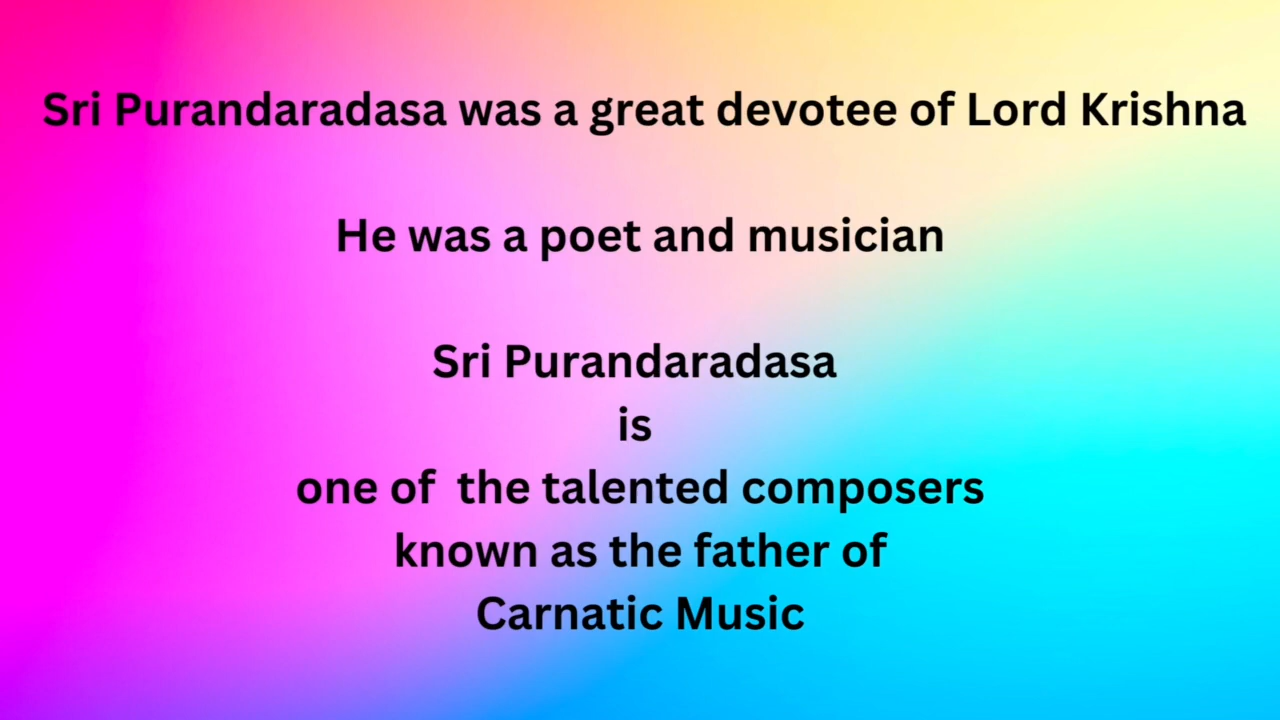 Sri Purandaradasa was a great devotee of Lord Krishna
He was a poet and musician
Sri Purandaradasa
is
one of  the talented composers
known as the father of
Carnatic Music